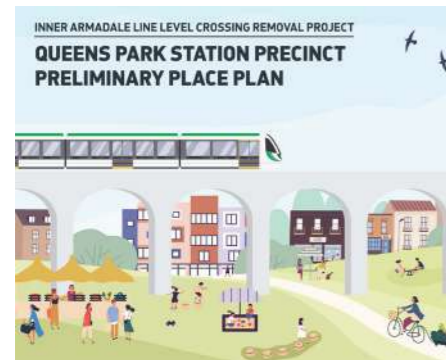 INNER ARMADALE LINE LEVEL CROSSING REMOVAL PROJECT
QUEENS PARK STATION PRECINCT
PRELIMINARY PLACE PLAN